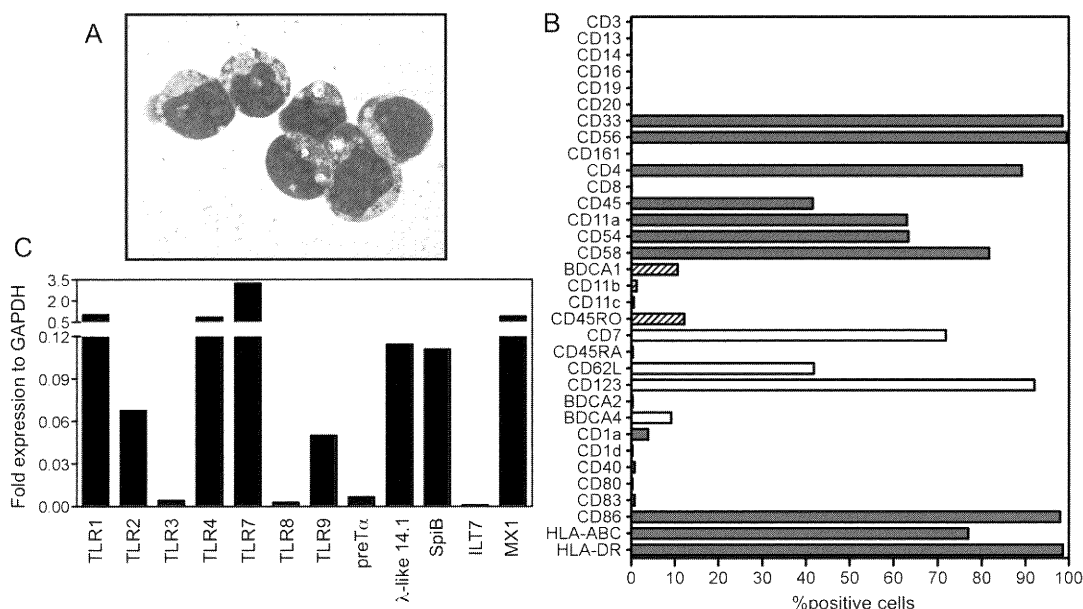 A
B
C
CD3
CD13
CD14
CD16
CD19
CD20
CD33
CD56
CD161
CD4
CD8
CD45
CD11a
CD54
CD58
BDCA1
CD11b
CD11c
CD45RO
CD7
CD45RA
CD62L
CD123
BDCA2
BDCA4
CD1a
CD1d
CD40
CD80
CD83
CD86
HLA-ABC
HLA-DR
0 10 20 30 40 50 60 70 80 90 100
%positive cells
Fold expression to GAPDH
3.5
2.0
0.5
0.12
0.09
0.06
0.03
0.00
TLR1
TLR2
TLR3
TLR4
TLR7
TLR8
TLR9
preTα
λ-like 14.1
SpiB
ILT7
MX1